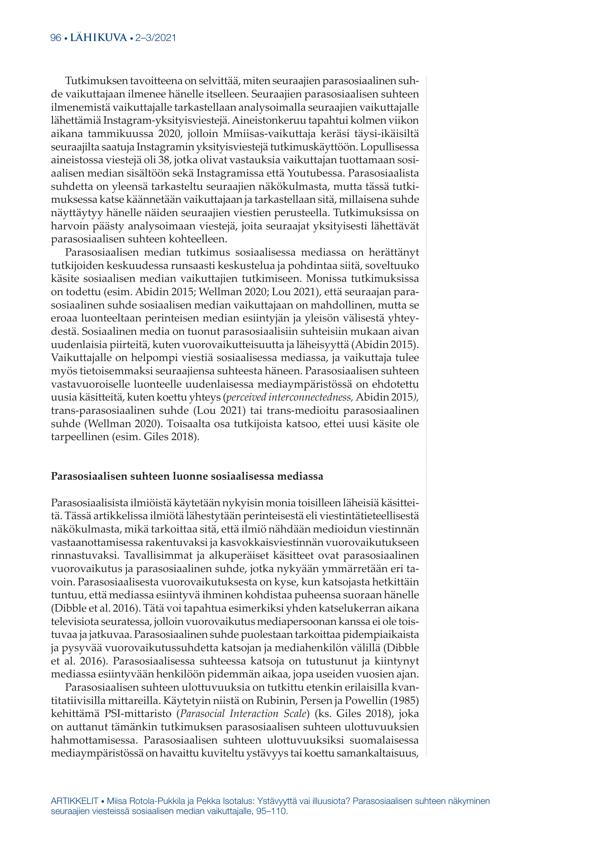 96 • LÄHIKUVA • 2–3/2021
Tutkimuksen tavoitteena on selvittää, miten seuraajien parasosiaalinen suh-
de vaikuttajaan ilmenee hänelle itselleen. Seuraajien parasosiaalisen suhteen
ilmenemistä vaikuttajalle tarkastellaan analysoimalla seuraajien vaikuttajalle
lähettämiä Instagram-yksityisviestejä. Aineistonkeruu tapahtui kolmen viikon
aikana tammikuussa 2020, jolloin Mmiisas-vaikuttaja keräsi täysi-ikäisiltä
seuraajilta saatuja Instagramin yksityisviestejä tutkimuskäyttöön. Lopullisessa
aineistossa viestejä oli 38, jotka olivat vastauksia vaikuttajan tuottamaan sosi-
aalisen median sisältöön sekä Instagramissa että Youtubessa. Parasosiaalista
suhdetta on yleensä tarkasteltu seuraajien näkökulmasta, mutta tässä tutki-
muksessa katse käännetään vaikuttajaan ja tarkastellaan sitä, millaisena suhde
näyttäytyy hänelle näiden seuraajien viestien perusteella. Tutkimuksissa on
harvoin päästy analysoimaan viestejä, joita seuraajat yksityisesti lähettävät
parasosiaalisen suhteen kohteelleen.
Parasosiaalisen median tutkimus sosiaalisessa mediassa on herättänyt
tutkijoiden keskuudessa runsaasti keskustelua ja pohdintaa siitä, soveltuuko
käsite sosiaalisen median vaikuttajien tutkimiseen. Monissa tutkimuksissa
on todettu (esim. Abidin 2015; Wellman 2020; Lou 2021), että seuraajan para-
sosiaalinen suhde sosiaalisen median vaikuttajaan on mahdollinen, mutta se
eroaa luonteeltaan perinteisen median esiintyjän ja yleisön välisestä yhtey-
destä. Sosiaalinen media on tuonut parasosiaalisiin suhteisiin mukaan aivan
uudenlaisia piirteitä, kuten vuorovaikutteisuutta ja läheisyyttä (Abidin 2015).
Vaikuttajalle on helpompi viestiä sosiaalisessa mediassa, ja vaikuttaja tulee
myös tietoisemmaksi seuraajiensa suhteesta häneen. Parasosiaalisen suhteen
vastavuoroiselle luonteelle uudenlaisessa mediaympäristössä on ehdotettu
uusia käsitteitä, kuten koettu yhteys (perceived interconnectedness, Abidin 2015),
trans-parasosiaalinen suhde (Lou 2021) tai trans-medioitu parasosiaalinen
suhde (Wellman 2020). Toisaalta osa tutkijoista katsoo, ettei uusi käsite ole
tarpeellinen (esim. Giles 2018).
Parasosiaalisen suhteen luonne sosiaalisessa mediassa
Parasosiaalisista ilmiöistä käytetään nykyisin monia toisilleen läheisiä käsittei-
tä. Tässä artikkelissa ilmiötä lähestytään perinteisestä eli viestintätieteellisestä
näkökulmasta, mikä tarkoittaa sitä, että ilmiö nähdään medioidun viestinnän
vastaanottamisessa rakentuvaksi ja kasvokkaisviestinnän vuorovaikutukseen
rinnastuvaksi. Tavallisimmat ja alkuperäiset käsitteet ovat parasosiaalinen
vuorovaikutus ja parasosiaalinen suhde, jotka nykyään ymmärretään eri ta-
voin. Parasosiaalisesta vuorovaikutuksesta on kyse, kun katsojasta hetkittäin
tuntuu, että mediassa esiintyvä ihminen kohdistaa puheensa suoraan hänelle
(Dibble et al. 2016). Tätä voi tapahtua esimerkiksi yhden katselukerran aikana
televisiota seuratessa, jolloin vuorovaikutus mediapersoonan kanssa ei ole tois-
tuvaa ja jatkuvaa. Parasosiaalinen suhde puolestaan tarkoittaa pidempiaikaista
ja pysyvää vuorovaikutussuhdetta katsojan ja mediahenkilön välillä (Dibble
et al. 2016). Parasosiaalisessa suhteessa katsoja on tutustunut ja kiintynyt
mediassa esiintyvään henkilöön pidemmän aikaa, jopa useiden vuosien ajan.
Parasosiaalisen suhteen ulottuvuuksia on tutkittu etenkin erilaisilla kvan-
titatiivisilla mittareilla. Käytetyin niistä on Rubinin, Persen ja Powellin (1985)
kehittämä PSI-mittaristo (Parasocial Interaction Scale) (ks. Giles 2018), joka
on auttanut tämänkin tutkimuksen parasosiaalisen suhteen ulottuvuuksien
hahmottamisessa. Parasosiaalisen suhteen ulottuvuuksiksi suomalaisessa
mediaympäristössä on havaittu kuviteltu ystävyys tai koettu samankaltaisuus,
ARTIKKELIT • Miisa Rotola-Pukkila ja Pekka Isotalus: Ystävyyttä vai illuusiota? Parasosiaalisen suhteen näkyminen
seuraajien viesteissä sosiaalisen median vaikuttajalle, 95–110.